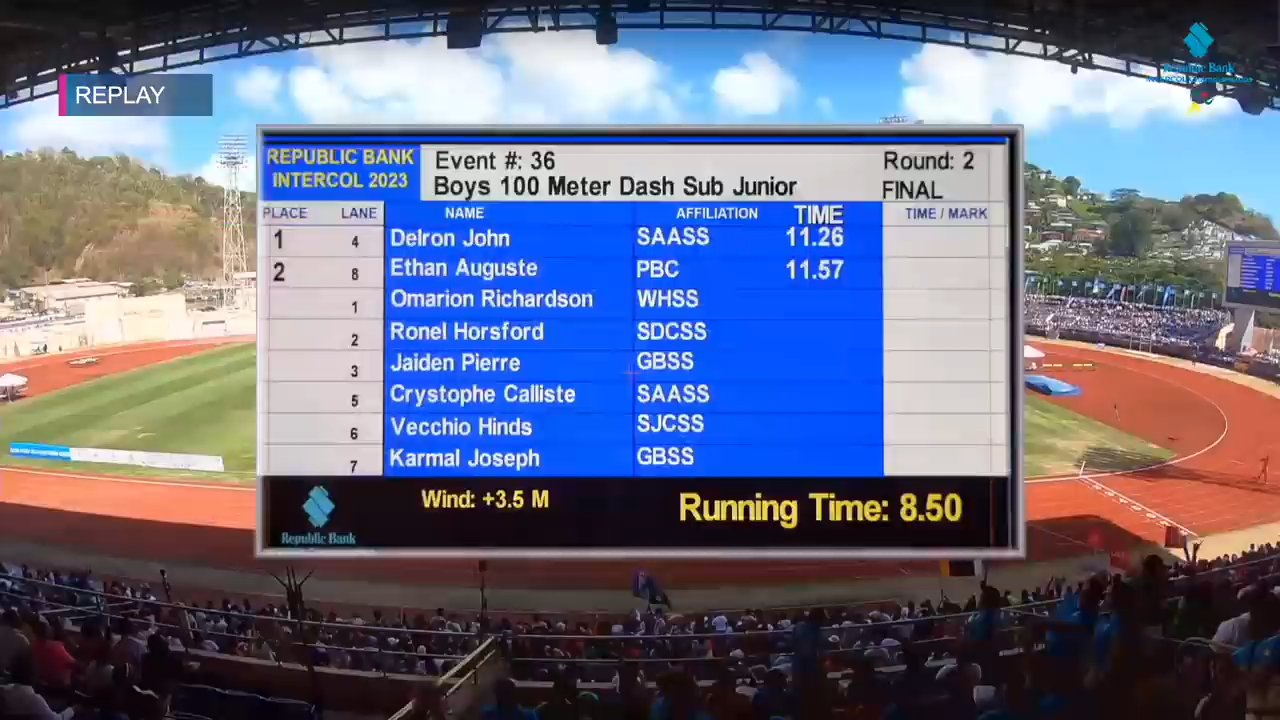 REPLAY
Republic Bank
REPUBLIC BANK
INTERCOL 2023
Event #: 36
Boys 100 Meter Dash Sub Junior
Round: 2
FINAL
PLACE LANE NAME AFFILIATION TIME TIME / MARK
1 4 Delron John SAASS 11.26
2 8 Ethan Auguste PBC 11.57
1 Omarion Richardson WHSS
2 Ronel Horsford SDCSS
3 Jaiden Pierre GBSS
5 Crystophe Calliste SAASS
6 Vecchio Hinds SJCSS
7 Karmal Joseph GBSS
Wind: +3.5 M
Running Time: 8.50
Republic Bank